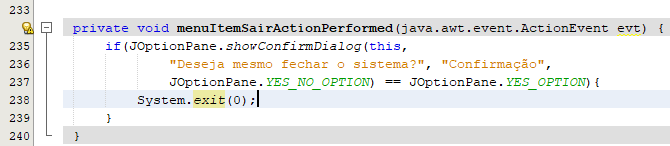 233
private void menuItemSairActionPerformed(java.awt.event.ActionEvent evt) {
235 if(JOptionPane.showConfirmDialog(this,
236 "Deseja mesmo fechar o sistema?", "Confirmação",
237 JOptionPane.YES_NO_OPTION) == JOptionPane.YES_OPTION){
238 System.exit(0);
239 }
240 }